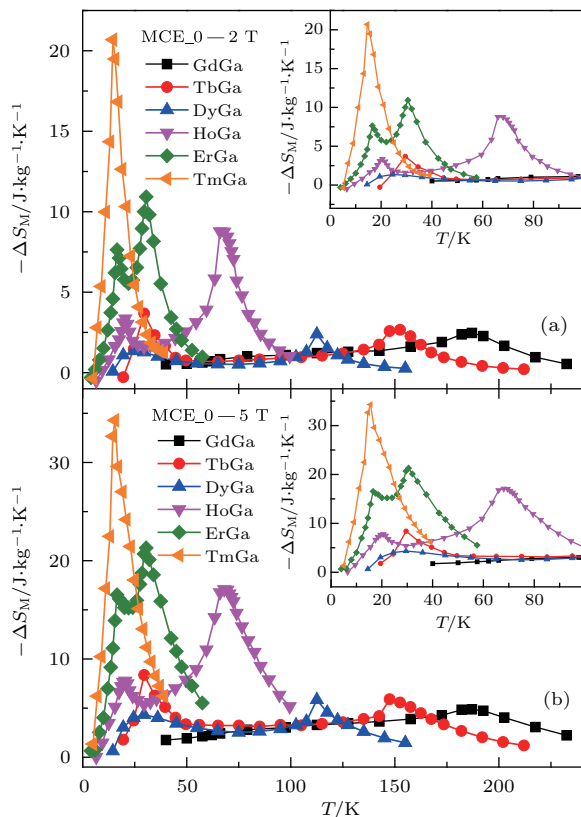 MCE_0 — 2 T
GdGa
TbGa
DyGa
HoGa
ErGa
TmGa
−ΔS_M/J·kg⁻¹·K⁻¹
20
15
10
5
0
(a)
−ΔS_M/J·kg⁻¹·K⁻¹
20
15
10
5
0
0 20 40 60 80
T/K
MCE_0 — 5 T
GdGa
TbGa
DyGa
HoGa
ErGa
TmGa
−ΔS_M/J·kg⁻¹·K⁻¹
30
20
10
0
(b)
−ΔS_M/J·kg⁻¹·K⁻¹
30
20
10
0
0 20 40 60 80
T/K
0 50 100 150 200
T/K